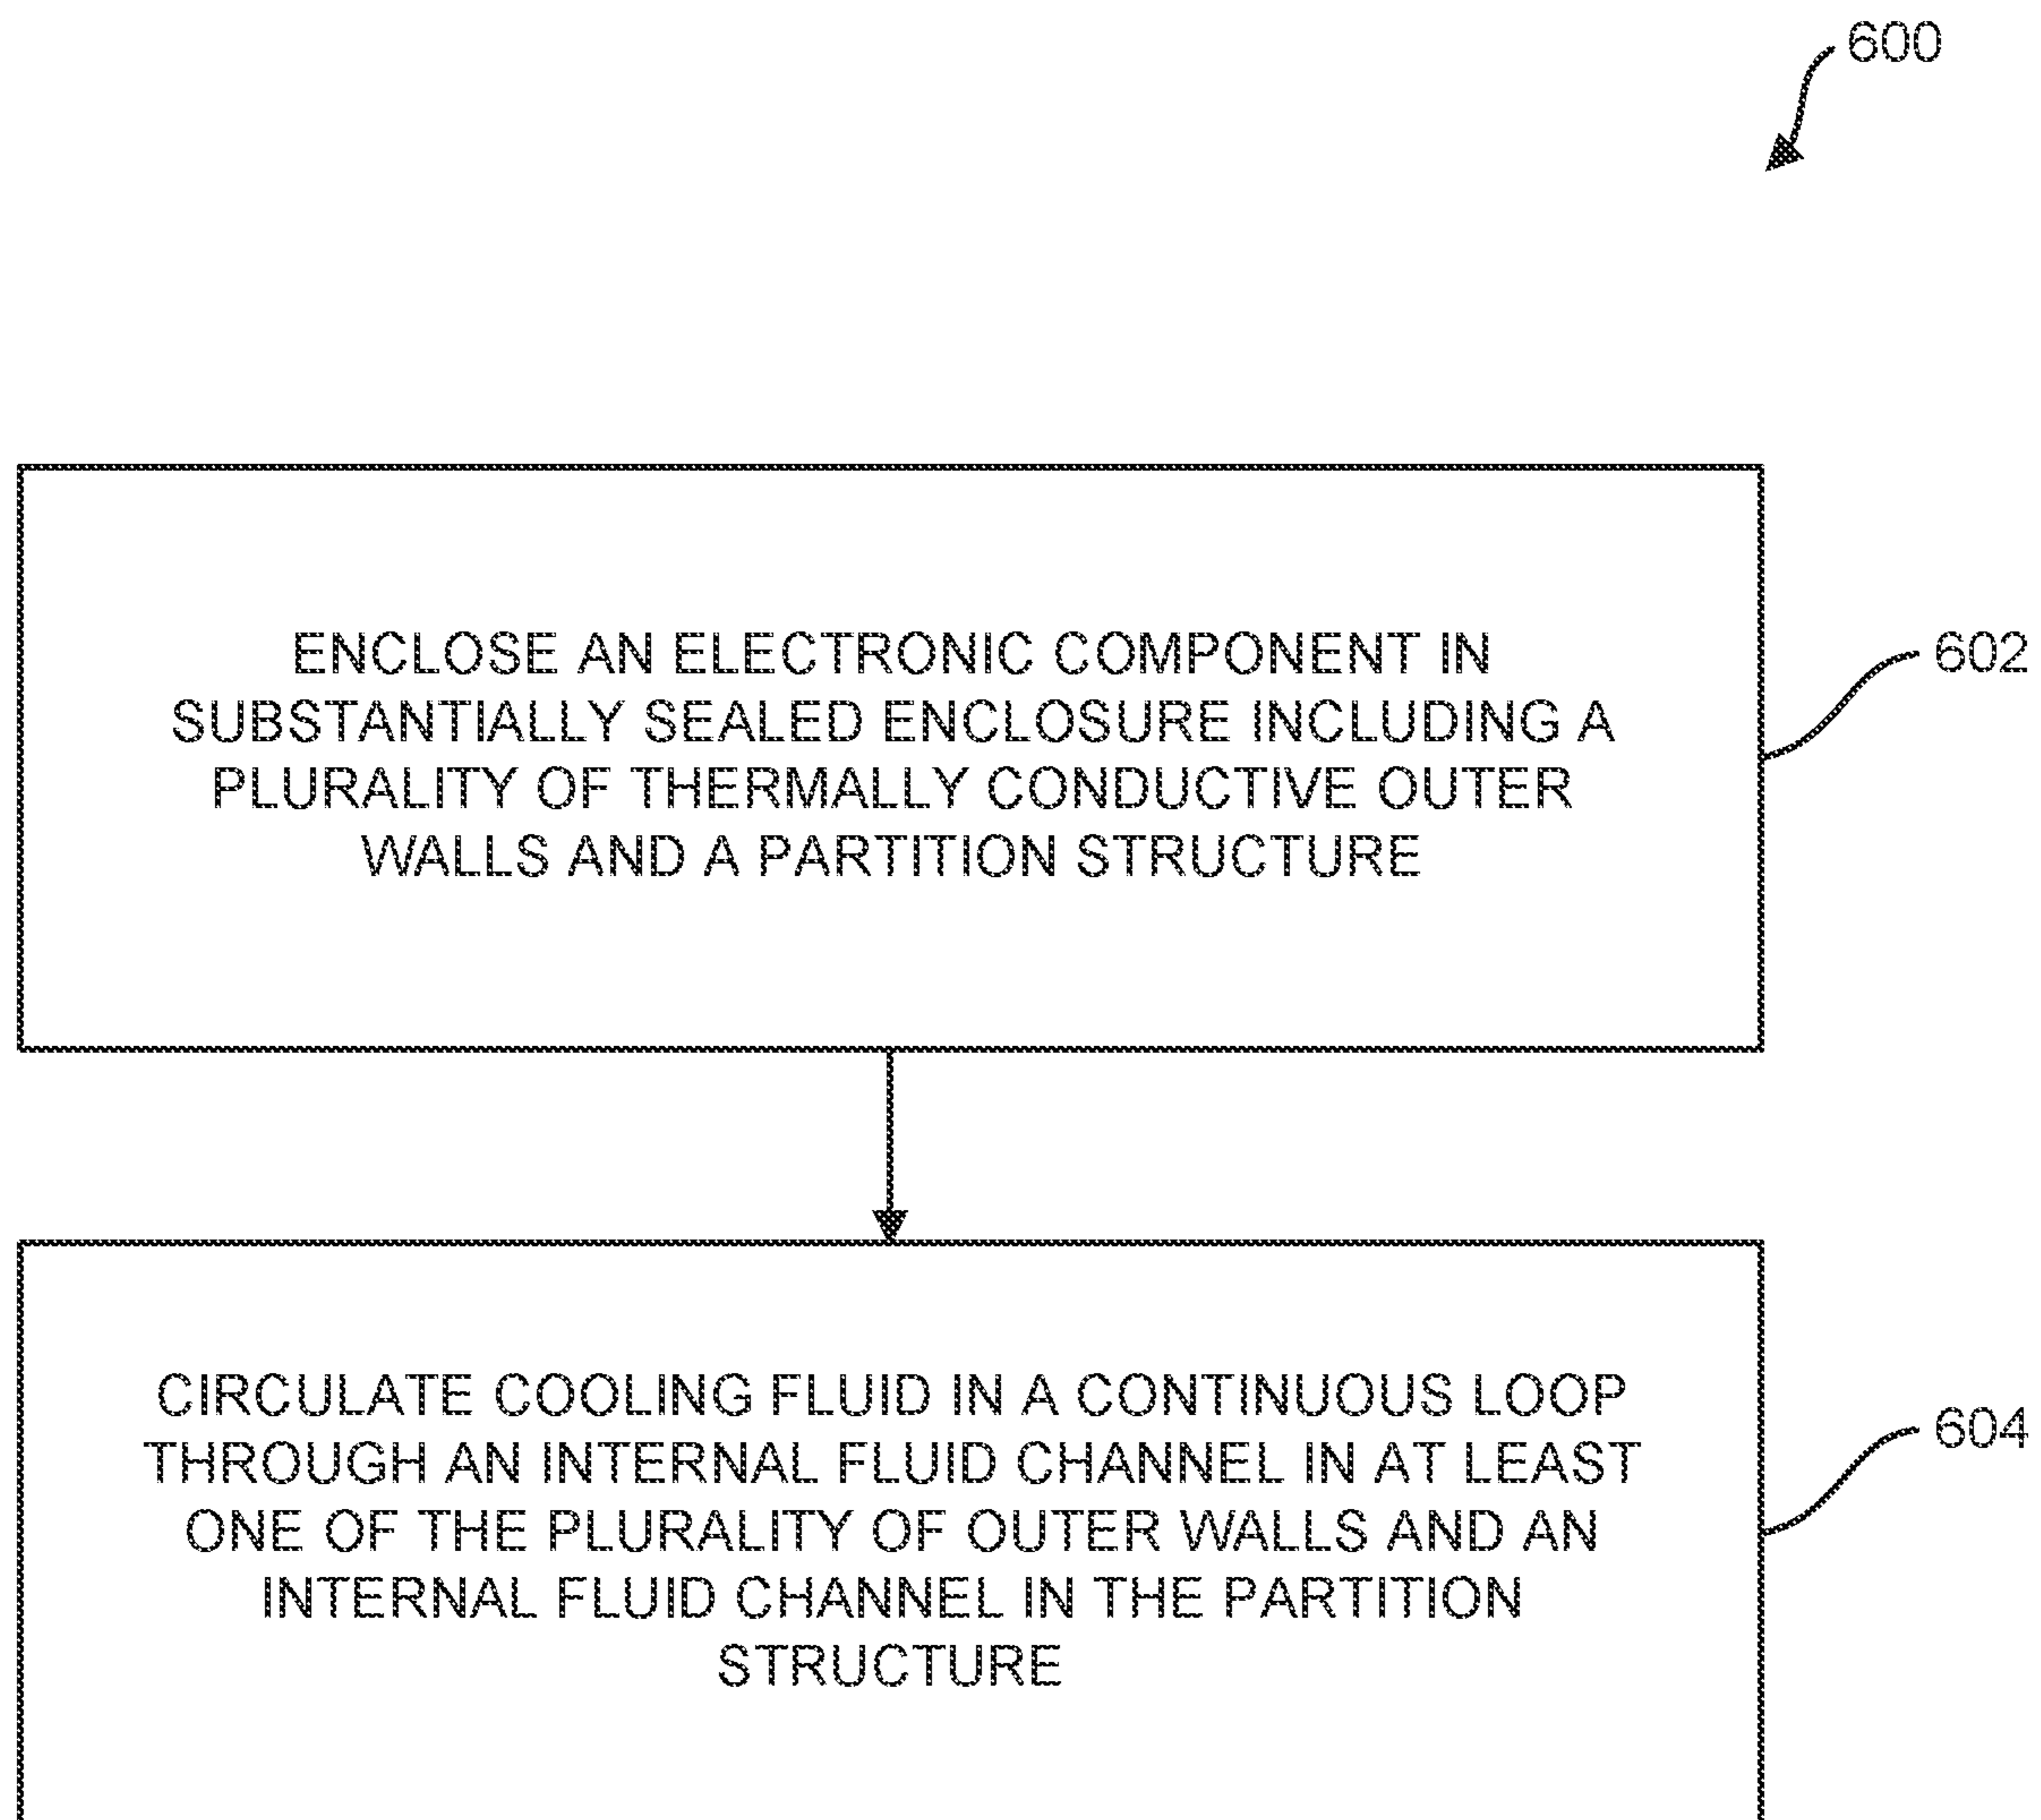 600
ENCLOSE AN ELECTRONIC COMPONENT IN
SUBSTANTIALLY SEALED ENCLOSURE INCLUDING A
PLURALITY OF THERMALLY CONDUCTIVE OUTER
WALLS AND A PARTITION STRUCTURE
602
CIRCULATE COOLING FLUID IN A CONTINUOUS LOOP
THROUGH AN INTERNAL FLUID CHANNEL IN AT LEAST
ONE OF THE PLURALITY OF OUTER WALLS AND AN
INTERNAL FLUID CHANNEL IN THE PARTITION
STRUCTURE
604